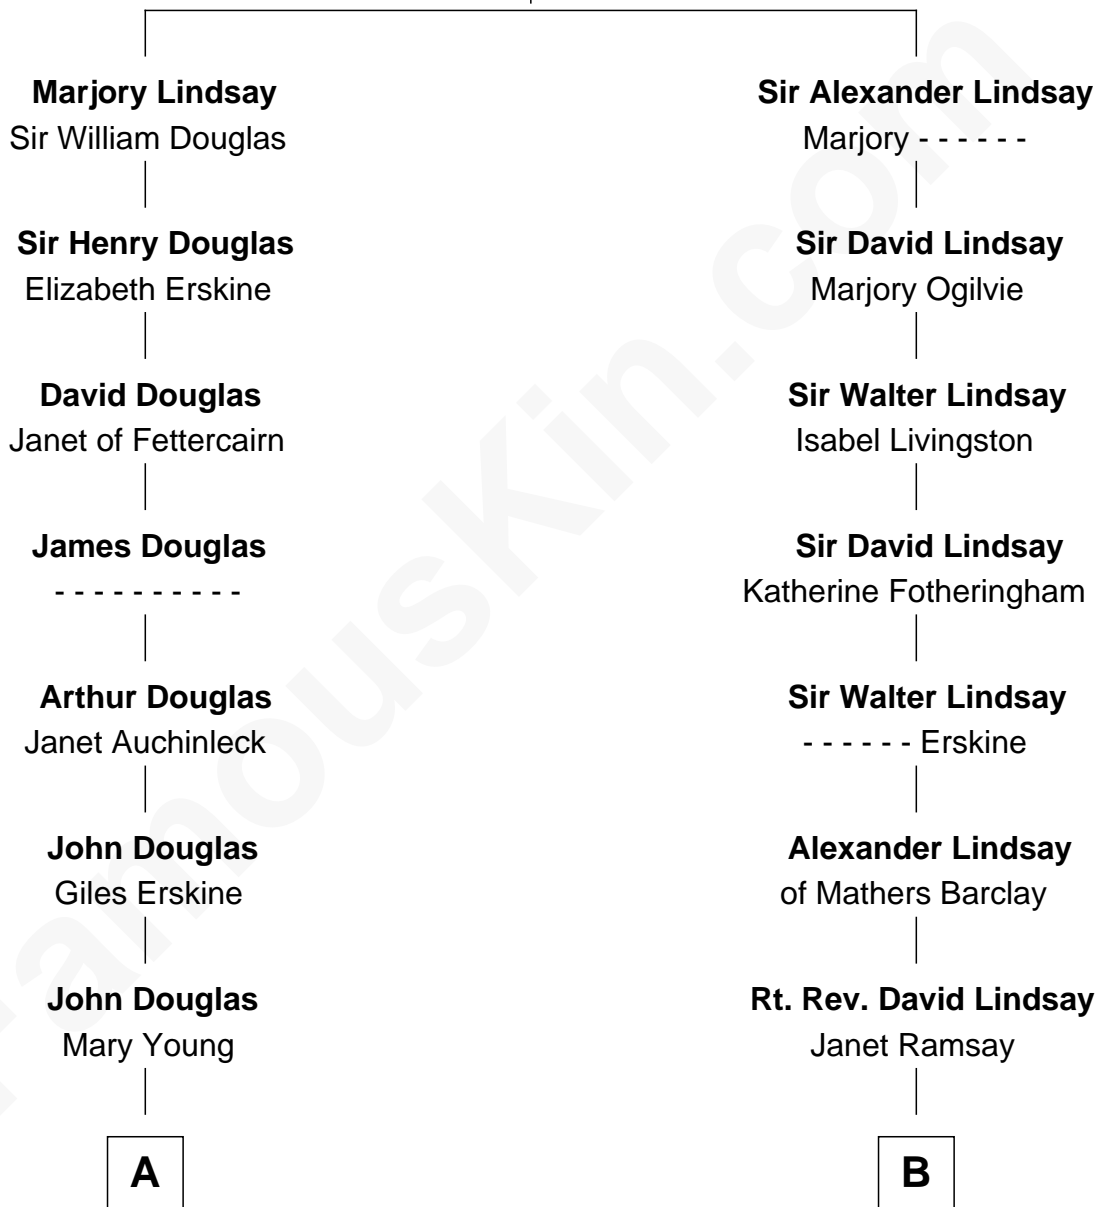 Marjory Lindsay
Sir William Douglas
Sir Henry Douglas
Elizabeth Erskine
David Douglas
Janet of Fettercairn
James Douglas
- - - - - - - - - -
Arthur Douglas
Janet Auchinleck
John Douglas
Giles Erskine
John Douglas
Mary Young
A
Sir Alexander Lindsay
Marjory - - - - - -
Sir David Lindsay
Marjory Ogilvie
Sir Walter Lindsay
Isabel Livingston
Sir David Lindsay
Katherine Fotheringham
Sir Walter Lindsay
- - - - - - Erskine
Alexander Lindsay
of Mathers Barclay
Rt. Rev. David Lindsay
Janet Ramsay
B
FamousKin.com